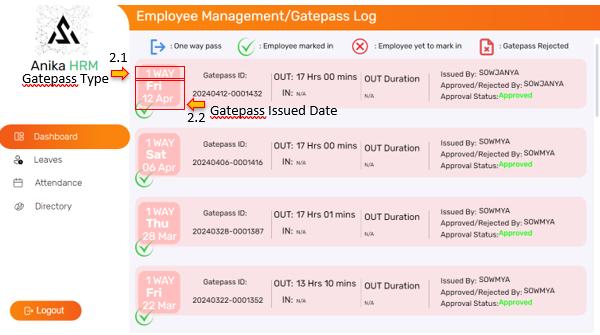 Employee Management/Gatepass Log
: One way pass
: Employee marked in
: Employee yet to mark in
: Gatepass Rejected
Anika HRM
2.1
Gatepass Type
Dashboard
Leaves
Attendance
Directory
Logout
1 WAY
Fri
12 Apr
Gatepass ID:
20240412-0001432
OUT: 17 Hrs 00 mins
IN: N/A
OUT Duration
N/A
Issued By: SOWJANYA
Approved/Rejected By: SOWJANYA
Approval Status:Approved
2.2
Gatepass Issued Date
1 WAY
Sat
06 Apr
Gatepass ID:
20240406-0001416
OUT: 17 Hrs 00 mins
IN: N/A
OUT Duration
N/A
Issued By: SOWMYA
Approved/Rejected By: SOWMYA
Approval Status:Approved
1 WAY
Thu
28 Mar
Gatepass ID:
20240328-0001387
OUT: 17 Hrs 01 mins
IN: N/A
OUT Duration
N/A
Issued By: SOWMYA
Approved/Rejected By: SOWMYA
Approval Status:Approved
1 WAY
Fri
22 Mar
Gatepass ID:
20240322-0001352
OUT: 13 Hrs 10 mins
IN: N/A
OUT Duration
N/A
Issued By: SOWMYA
Approved/Rejected By: SOWMYA
Approval Status:Approved